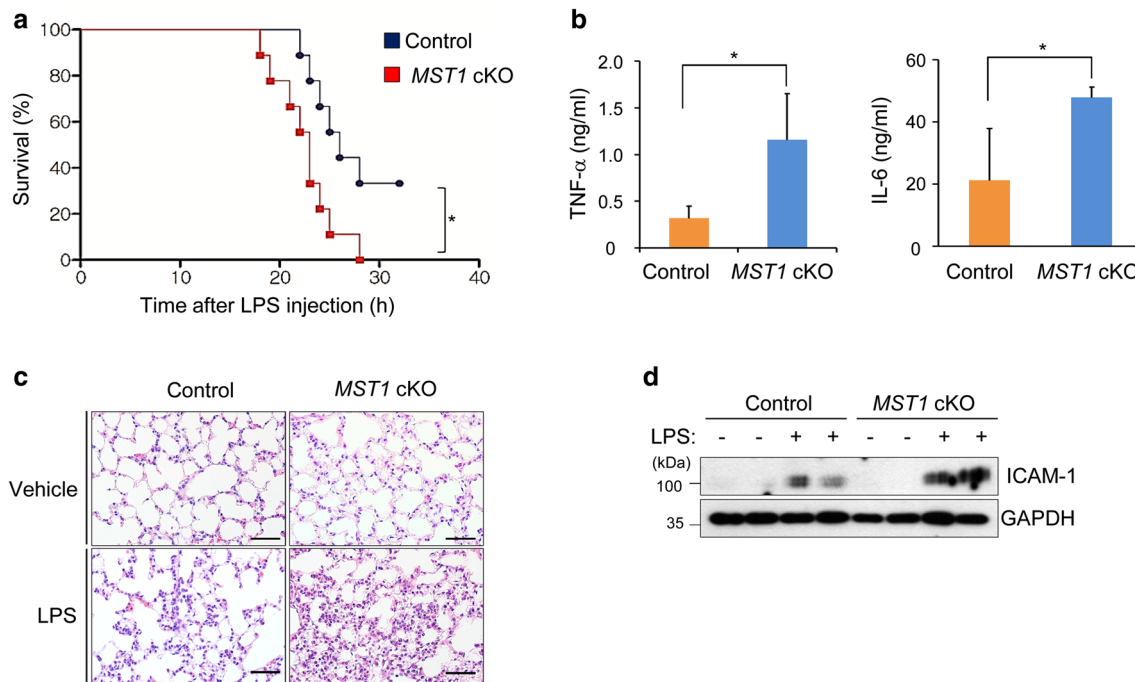 a
100
80
60
40
20
0
Survival (%)
0 10 20 30 40
Time after LPS injection (h)
Control
MST1 cKO
*
b
TNF-α (ng/ml)
2.0
1.5
1.0
0.5
0
*
Control MST1 cKO
IL-6 (ng/ml)
60
40
20
0
*
Control MST1 cKO
c
Control MST1 cKO
Vehicle
LPS
d
Control MST1 cKO
LPS: - - + + - - + +
(kDa)
100
ICAM-1
35
GAPDH